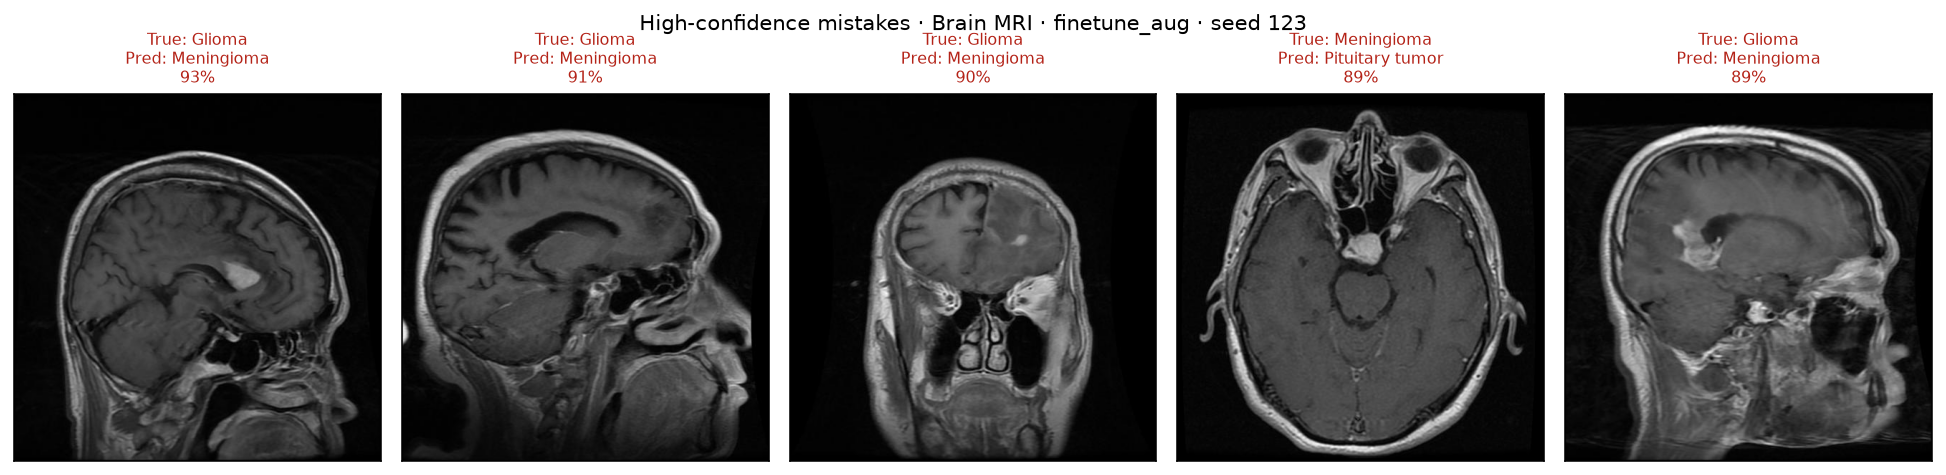 High-confidence mistakes · Brain MRI · finetune_aug · seed 123
True: Glioma
Pred: Meningioma
93%
True: Glioma
Pred: Meningioma
91%
True: Glioma
Pred: Meningioma
90%
True: Meningioma
Pred: Pituitary tumor
89%
True: Glioma
Pred: Meningioma
89%